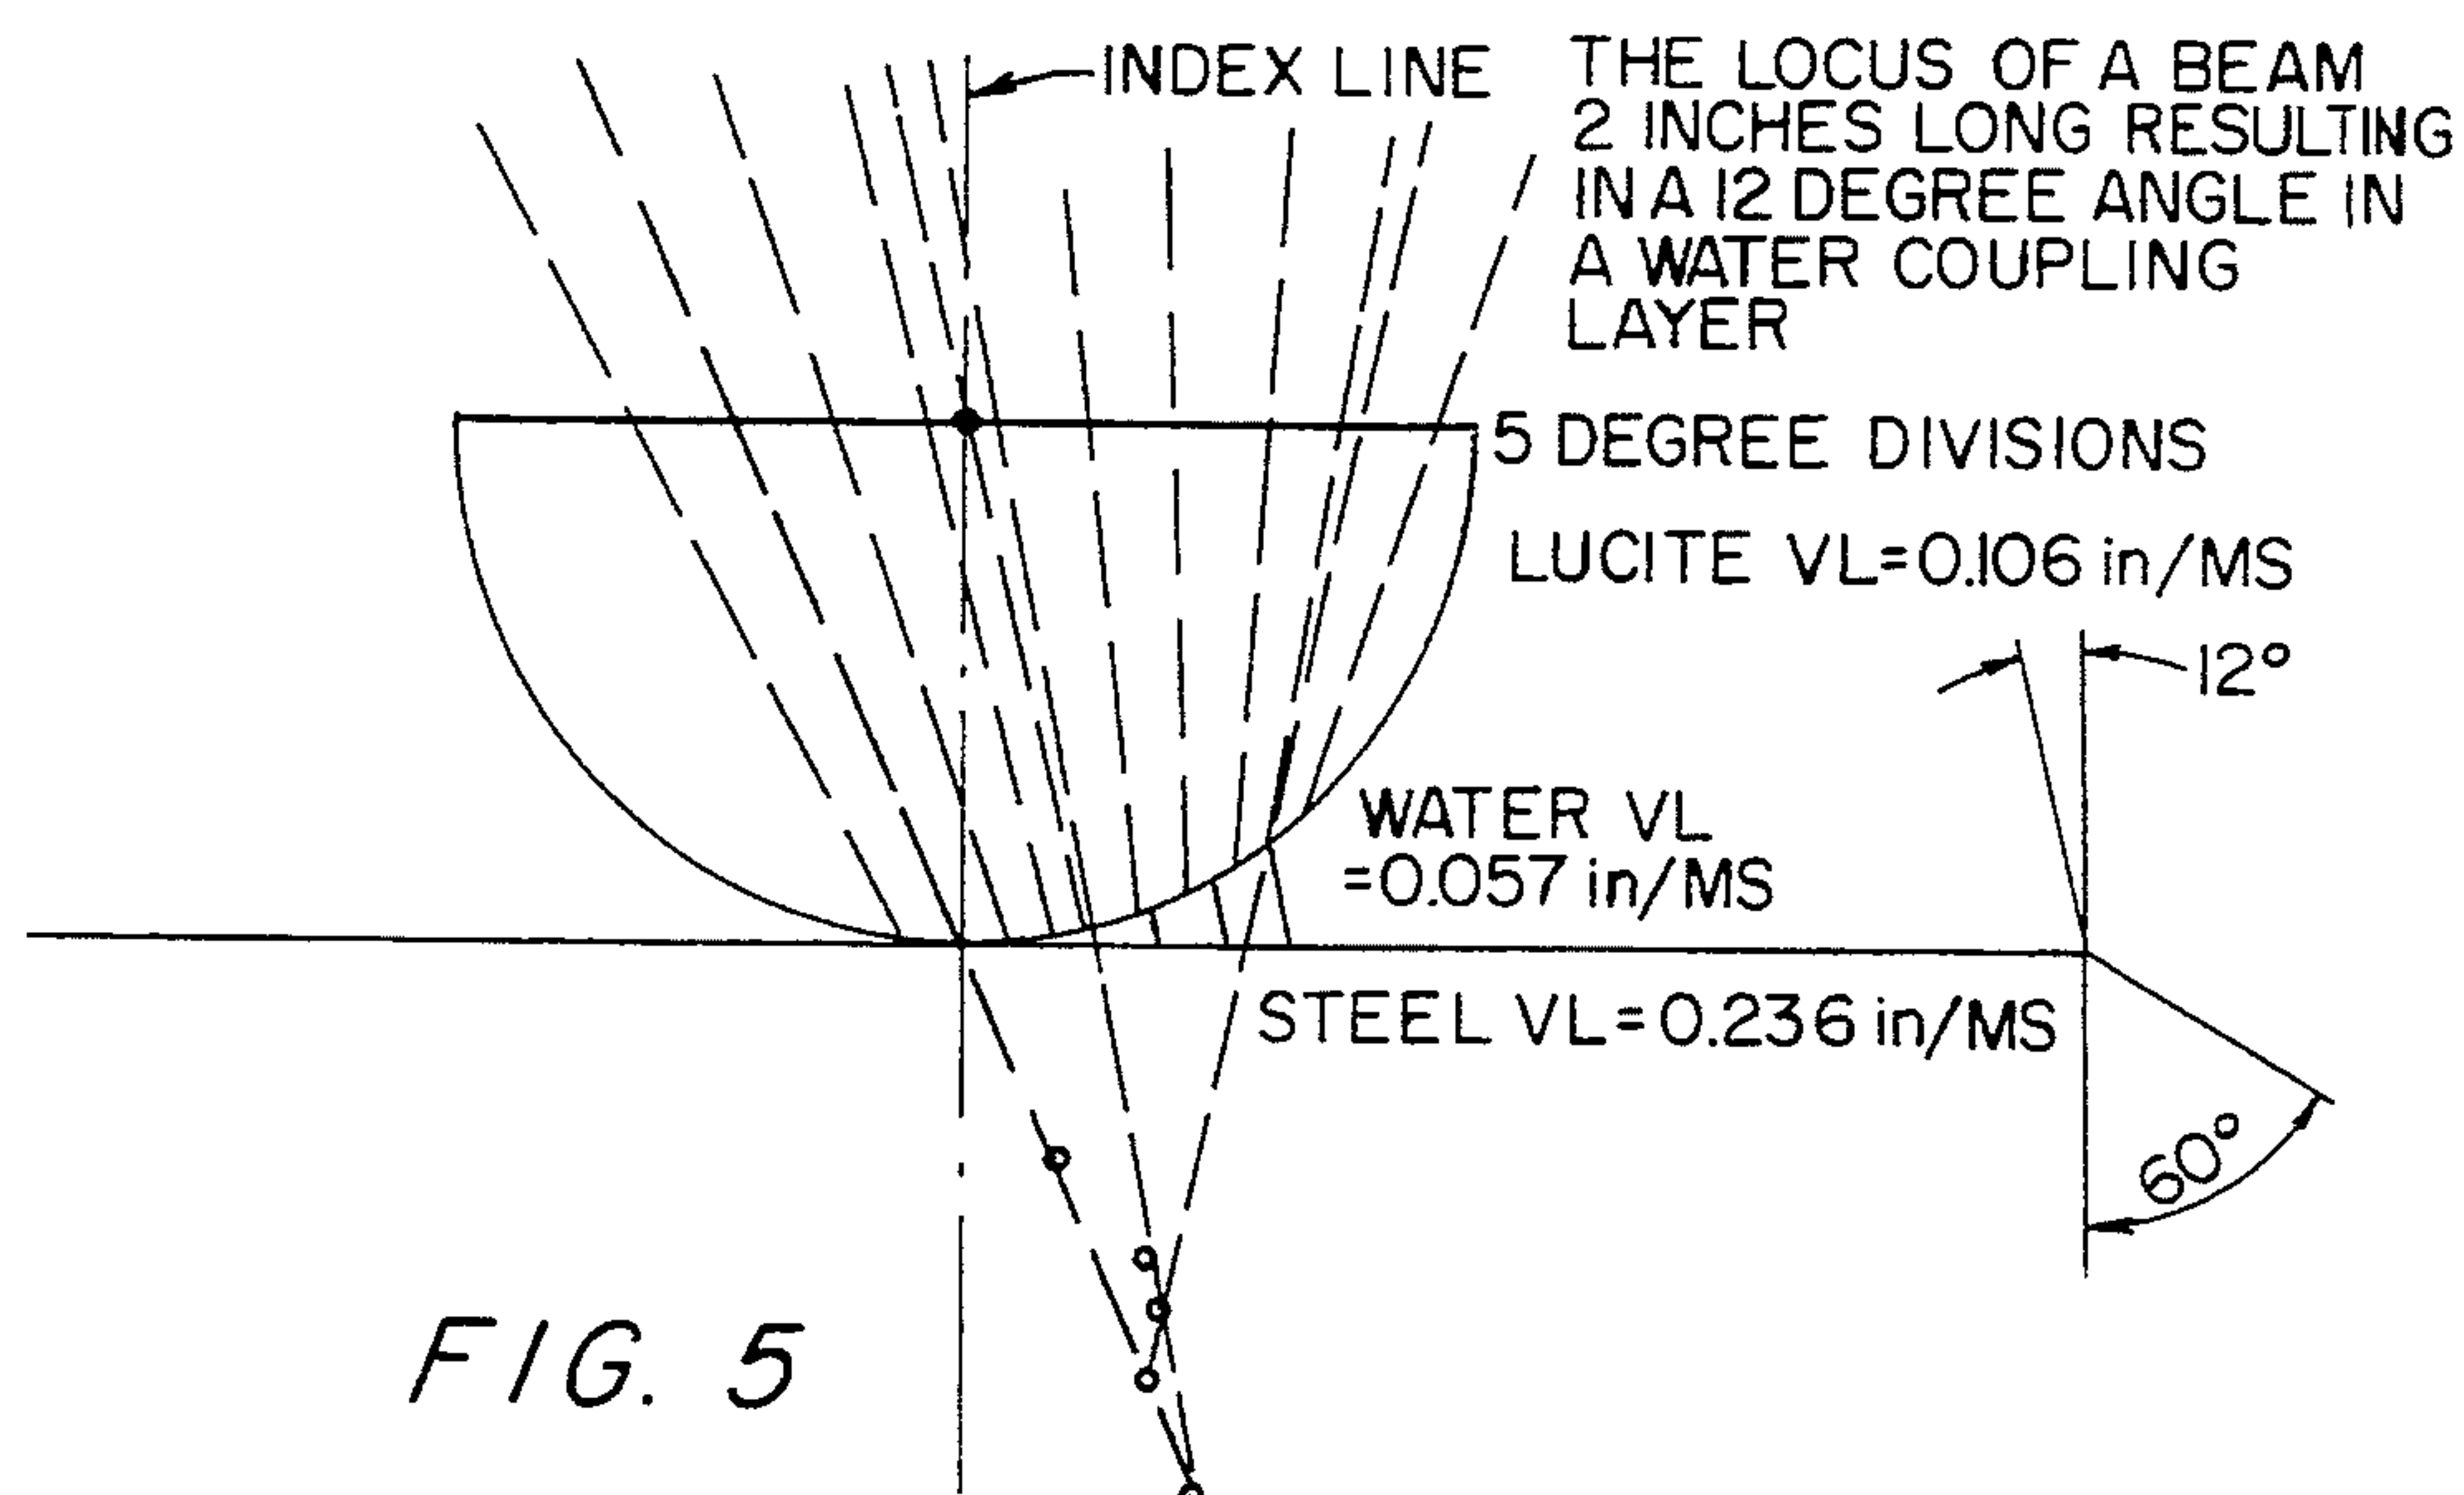 INDEX LINE
THE LOCUS OF A BEAM
2 INCHES LONG RESULTING
IN A 12 DEGREE ANGLE IN
A WATER COUPLING
LAYER
5 DEGREE DIVISIONS
LUCITE VL=0.106 in/MS
12°
WATER VL
=0.057 in/MS
STEEL VL=0.236 in/MS
60°
FIG. 5